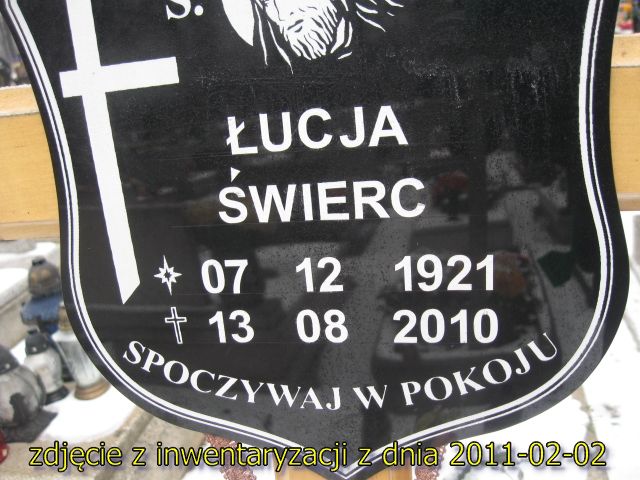 Ś.
ŁUCJA
ŚWIERC
07 12 1921
13 08 2010
SPOCZYWAJ W POKOJU
zdjęcie z inwentaryzacji z dnia 2011-02-02